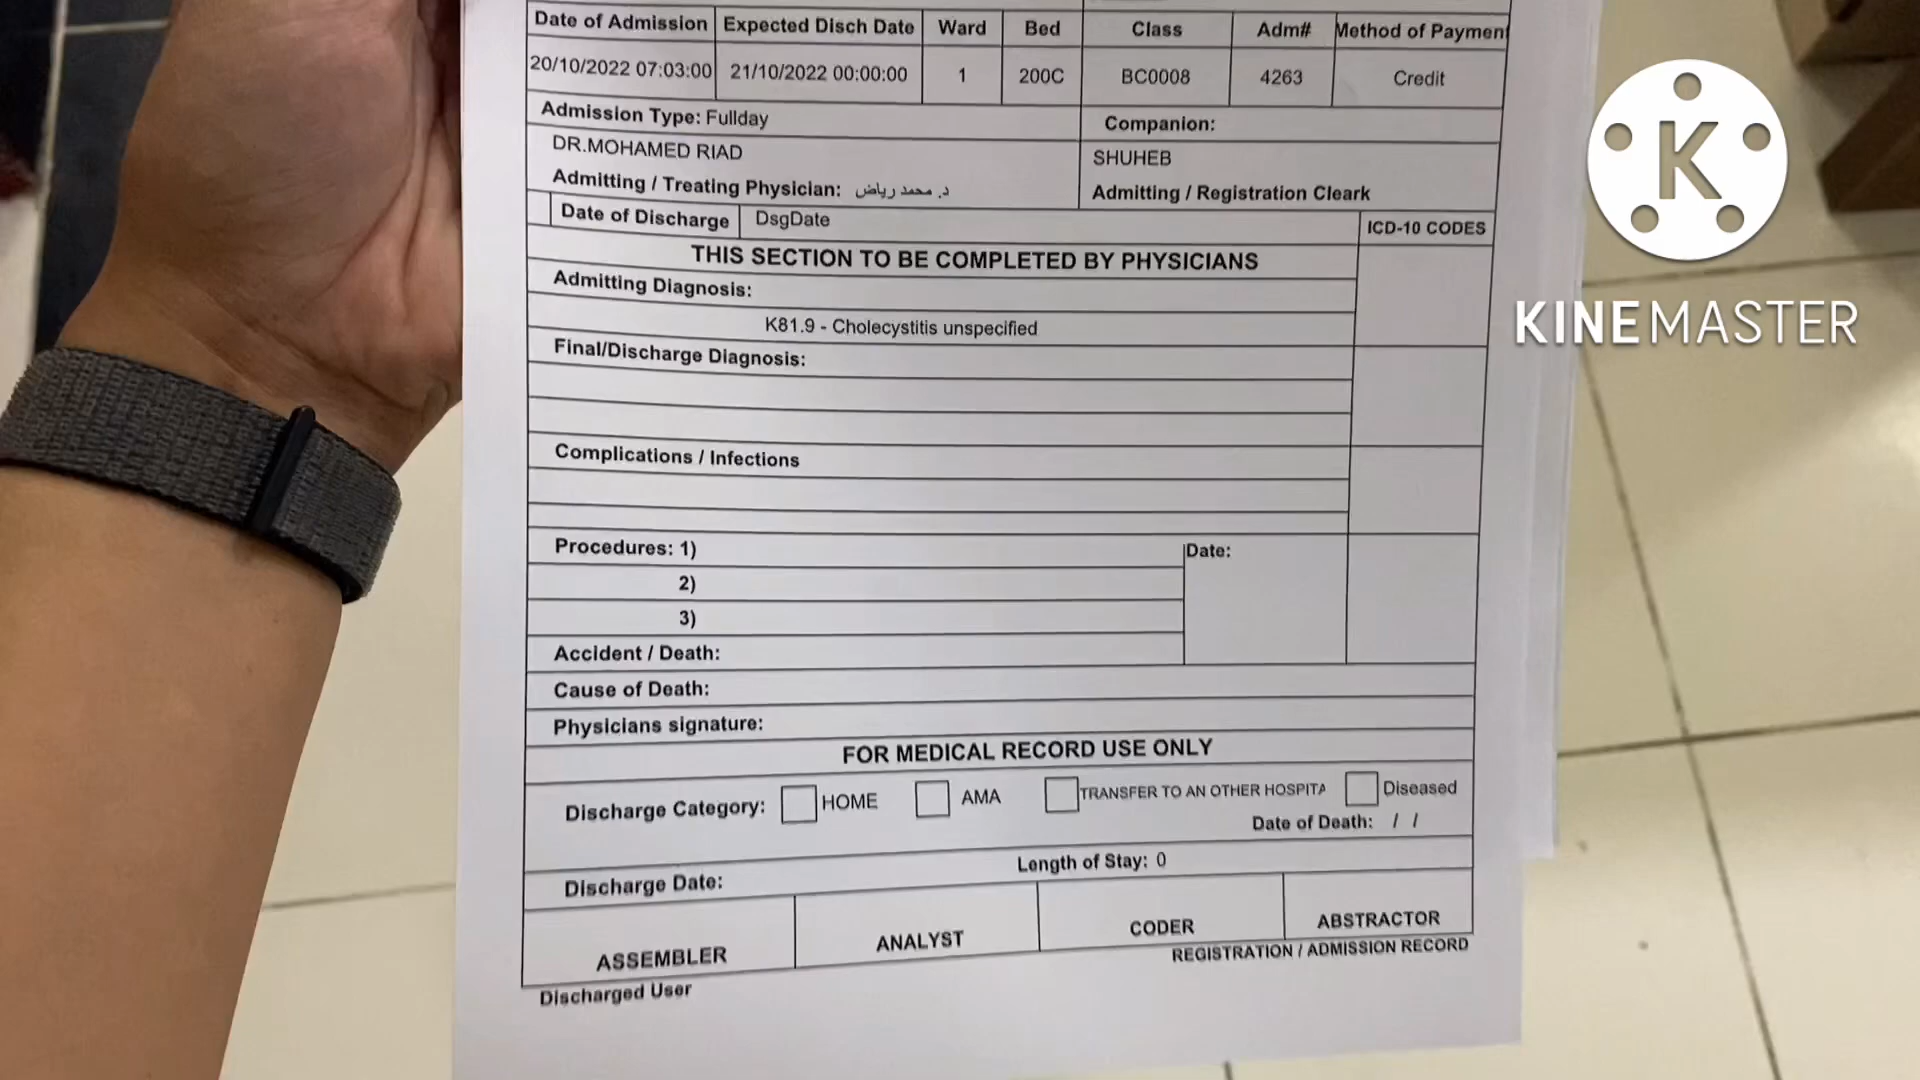 Date of Admission Expected Disch Date Ward Bed Class Adm# Method of Paymen
20/10/2022 07:03:00 21/10/2022 00:00:00 1 200C BC0008 4263 Credit
Admission Type: Fullday Companion:
DR.MOHAMED RIAD SHUHEB
Admitting / Treating Physician: د. محمد رياض Admitting / Registration Cleark
Date of Discharge DsgDate ICD-10 CODES
THIS SECTION TO BE COMPLETED BY PHYSICIANS
Admitting Diagnosis:
K81.9 - Cholecystitis unspecified
Final/Discharge Diagnosis:
Complications / Infections
Procedures: 1) Date:
2)
3)
Accident / Death:
Cause of Death:
Physicians signature:
FOR MEDICAL RECORD USE ONLY
Discharge Category: HOME AMA TRANSFER TO AN OTHER HOSPITA Diseased
Date of Death: / /
Length of Stay: 0
Discharge Date:
ASSEMBLER ANALYST CODER ABSTRACTOR
REGISTRATION / ADMISSION RECORD
Discharged User
K
KINEMASTER